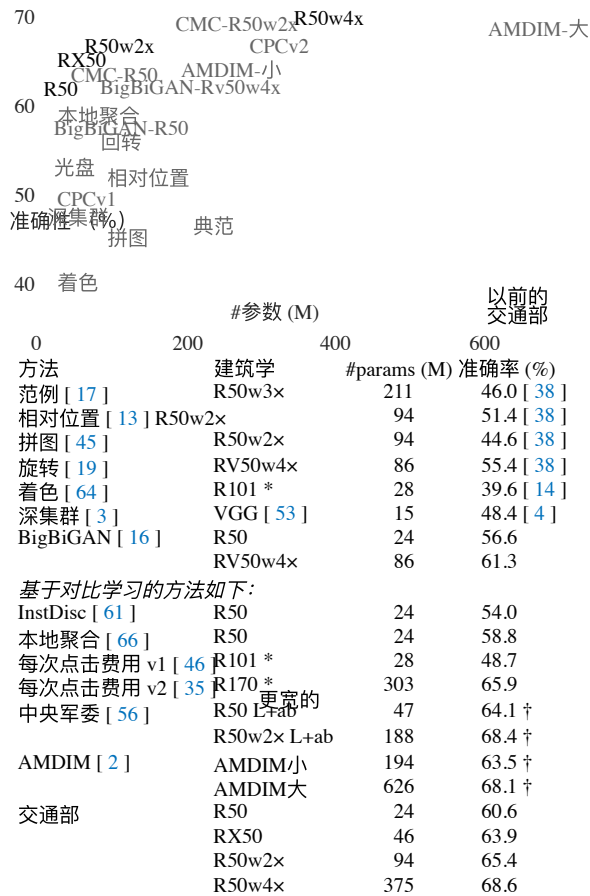 70
CMC-R50w2x
R50w4x
AMDIM-大
R50w2x
CPCv2
RX50
CMC-R50
AMDIM-小
R50
BigBiGAN-Rv50w4x
60
本地聚合
BigBiGAN-R50
回转
光盘
相对位置
50
CPCv1
深集群
准确性 （%）
拼图
典范
40
着色
以前的
交通部
#参数 (M)
0 200 400 600
方法 建筑学 #params (M) 准确率 (%)
范例 [ 17 ] R50w3× 211 46.0 [ 38 ]
相对位置 [ 13 ] R50w2× 94 51.4 [ 38 ]
拼图 [ 45 ] R50w2× 94 44.6 [ 38 ]
旋转 [ 19 ] RV50w4× 86 55.4 [ 38 ]
着色 [ 64 ] R101 * 28 39.6 [ 14 ]
深集群 [ 3 ] VGG [ 53 ] 15 48.4 [ 4 ]
BigBiGAN [ 16 ] R50 24 56.6
RV50w4× 86 61.3
基于对比学习的方法如下：
InstDisc [ 61 ] R50 24 54.0
本地聚合 [ 66 ] R50 24 58.8
每次点击费用 v1 [ 46 ] R101 * 28 48.7
每次点击费用 v2 [ 35 ] R170 * 303 65.9
更宽的
中央军委 [ 56 ] R50 L+ab 47 64.1 †
R50w2× L+ab 188 68.4 †
AMDIM [ 2 ] AMDIM小 194 63.5 †
AMDIM大 626 68.1 †
交通部 R50 24 60.6
RX50 46 63.9
R50w2× 94 65.4
R50w4× 375 68.6